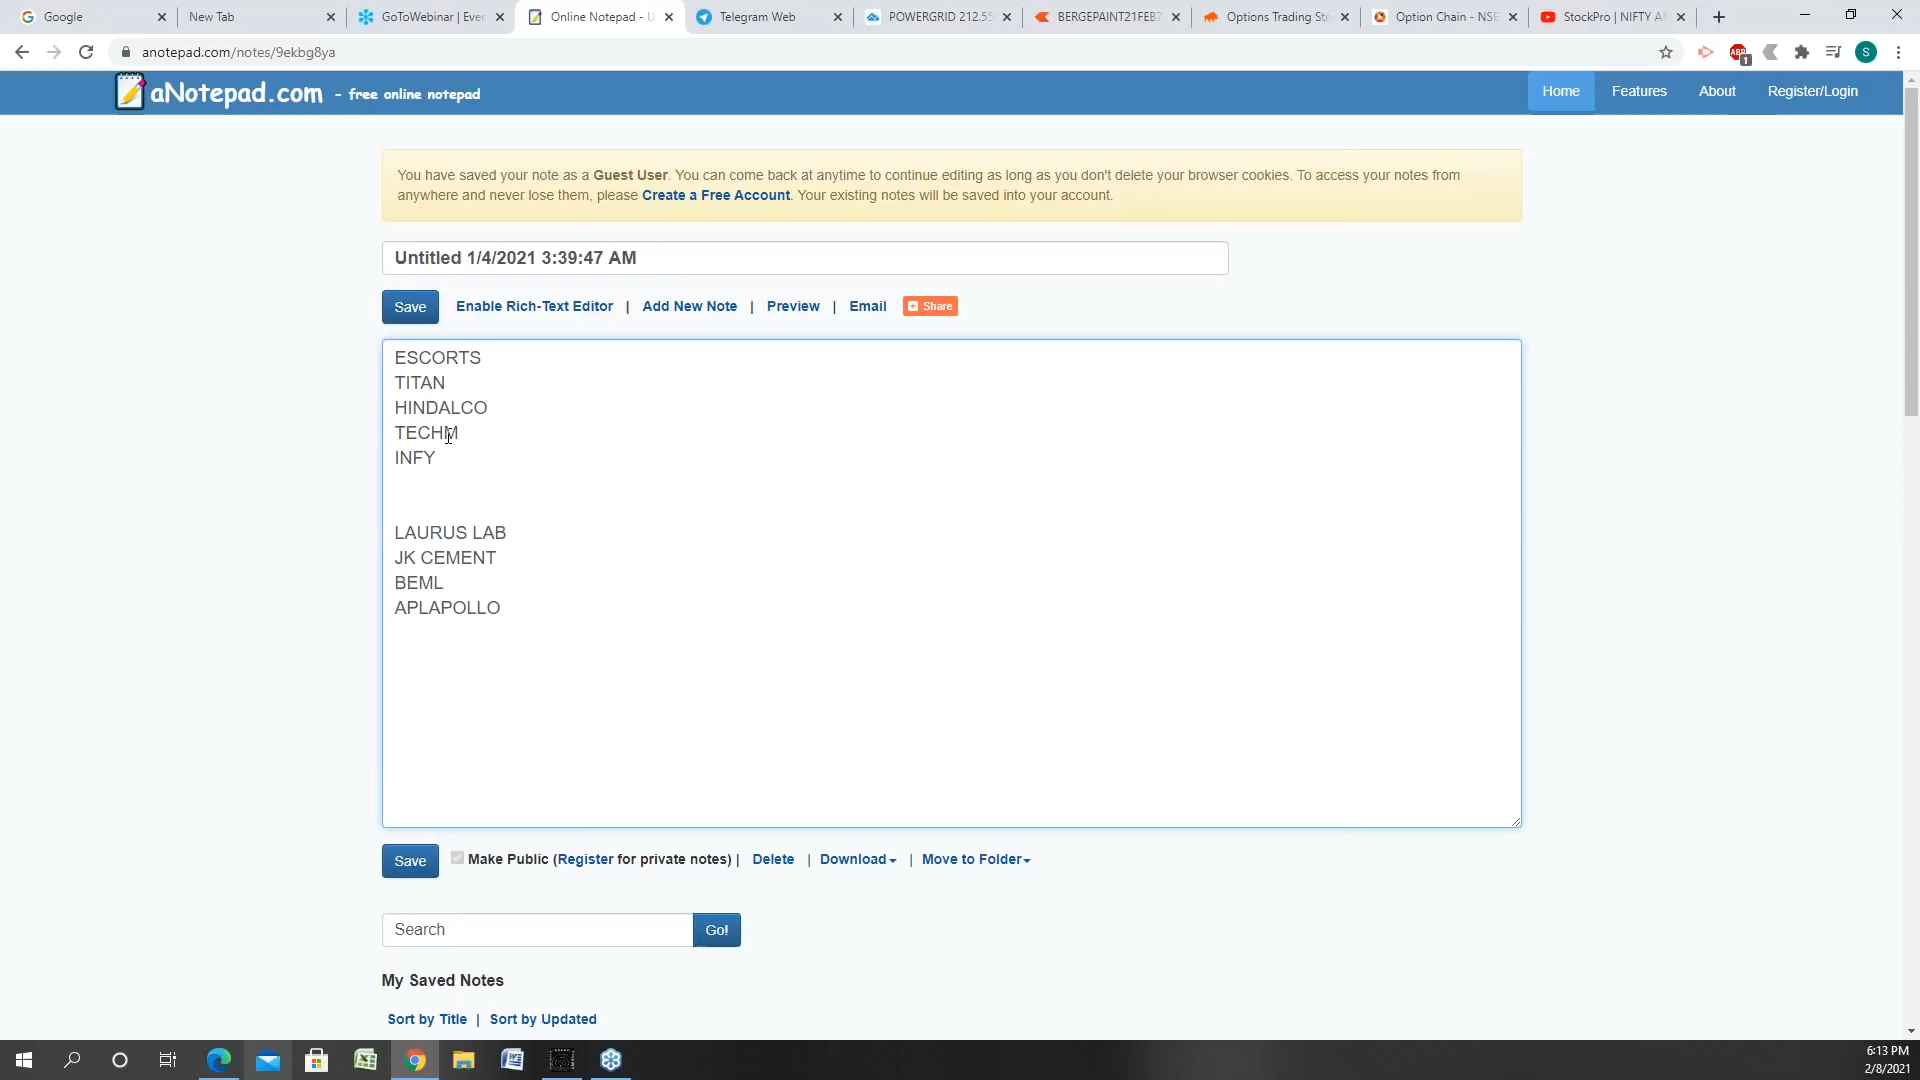 Google
New Tab
GoToWebinar | Ever
Online Notepad - U
Telegram Web
POWERGRID 212.55
BERGEPAINT21FEB7
Options Trading Str
Option Chain - NSE
StockPro | NIFTY AN
anotepad.com/notes/9ekbg8ya
ABP
1
S
aNotepad.com - free online notepad
Home
Features
About
Register/Login
You have saved your note as a Guest User. You can come back at anytime to continue editing as long as you don't delete your browser cookies. To access your notes from
anywhere and never lose them, please Create a Free Account. Your existing notes will be saved into your account.
Untitled 1/4/2021 3:39:47 AM
Save Enable Rich-Text Editor | Add New Note | Preview | Email Share
ESCORTS
TITAN
HINDALCO
TECHM
INFY
LAURUS LAB
JK CEMENT
BEML
APLAPOLLO
Save Make Public (Register for private notes) | Delete | Download | Move to Folder
Search Go!
My Saved Notes
Sort by Title | Sort by Updated
6:13 PM
2/8/2021